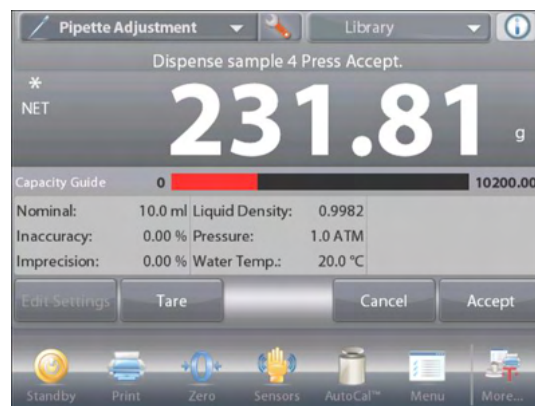 Pipette Adjustment Library
Dispense sample 4 Press Accept.
*
NET
231.81 g
Capacity Guide 0 10200.00
Nominal: 10.0 ml Liquid Density: 0.9982
Inaccuracy: 0.00 % Pressure: 1.0 ATM
Imprecision: 0.00 % Water Temp.: 20.0 °C
Edit Settings Tare Cancel Accept
Standby Print Zero Sensors AutoCal™ Menu More...